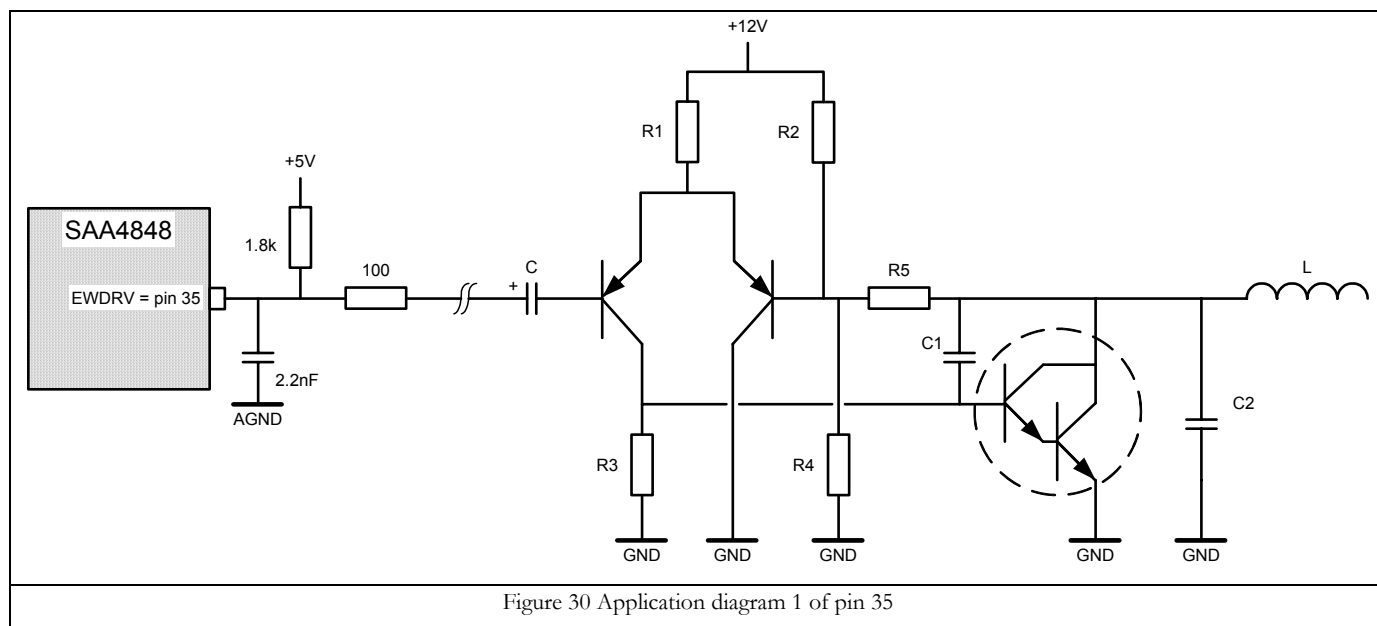 +12V
R1
R2
+5V
SAA4848
1.8k
100
C
+
R5
L
EWDRV = pin 35
C1
2.2nF
AGND
C2
R3
R4
GND
GND
GND
GND
GND
Figure 30 Application diagram 1 of pin 35